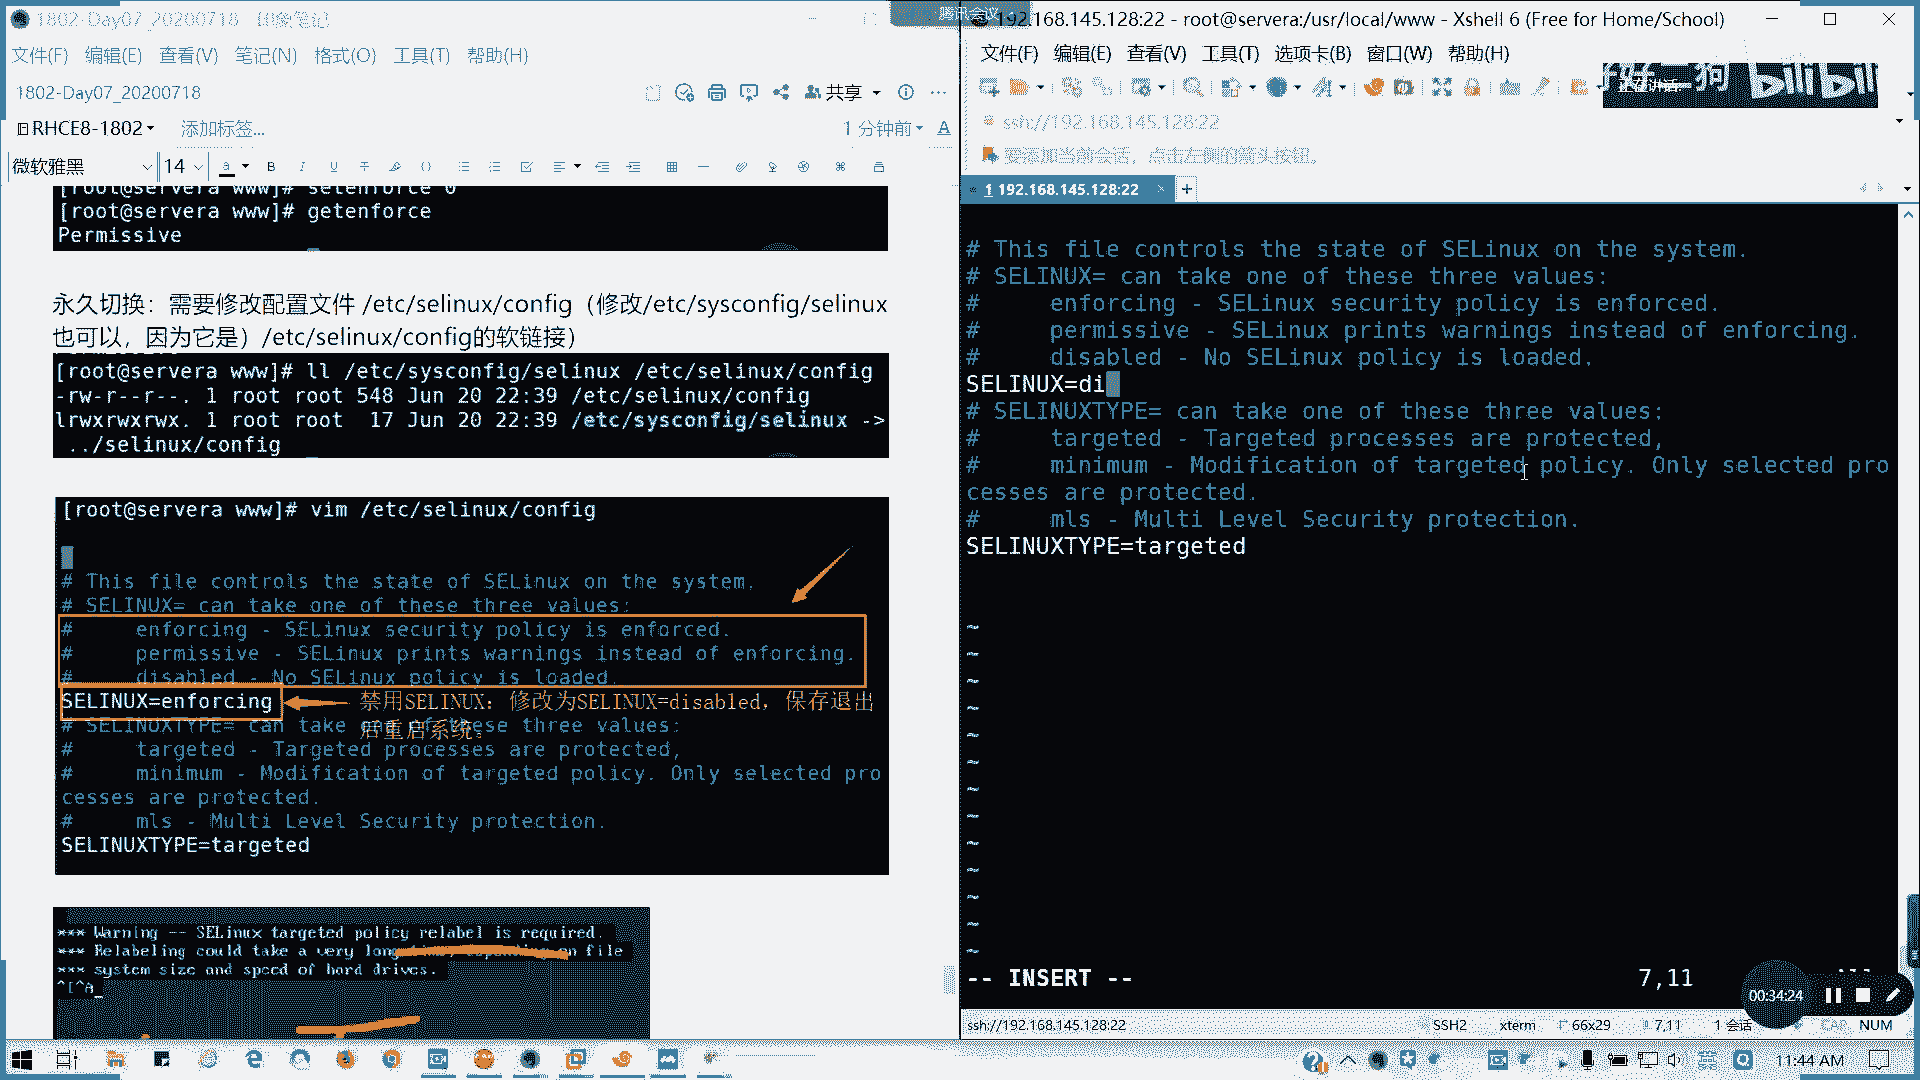 1802-Day07_20200718 - 印象笔记
文件(F) 编辑(E) 查看(V) 笔记(N) 格式(O) 工具(T) 帮助(H)
1802-Day07_20200718
共享
RHCE8-1802 添加标签...
1 分钟前
微软雅黑 14
[root@servera www]# setenforce 0
[root@servera www]# getenforce
Permissive
永久切换：需要修改配置文件 /etc/selinux/config（修改/etc/sysconfig/selinux
也可以，因为它是）/etc/selinux/config的软链接）
[root@servera www]# ll /etc/sysconfig/selinux /etc/selinux/config
-rw-r--r--. 1 root root 548 Jun 20 22:39 /etc/selinux/config
lrwxrwxrwx. 1 root root  17 Jun 20 22:39 /etc/sysconfig/selinux ->
../selinux/config
[root@servera www]# vim /etc/selinux/config
# This file controls the state of SELinux on the system.
# SELINUX= can take one of these three values:
#     enforcing - SELinux security policy is enforced.
#     permissive - SELinux prints warnings instead of enforcing.
#     disabled - No SELinux policy is loaded.
SELINUX=enforcing
禁用SELINUX：修改为SELINUX=disabled，保存退出
后重启系统。
# SELINUXTYPE= can take one of these three values:
#     targeted - Targeted processes are protected,
#     minimum - Modification of targeted policy. Only selected pro
cesses are protected.
#     mls - Multi Level Security protection.
SELINUXTYPE=targeted
*** Warning -- SELinux targeted policy relabel is required.
*** Relabeling could take a very long time, depending on file
*** system size and speed of hard drives.
腾讯会议
192.168.145.128:22 - root@servera:/usr/local/www - Xshell 6 (Free for Home/School)
文件(F) 编辑(E) 查看(V) 工具(T) 选项卡(B) 窗口(W) 帮助(H)
正在讲话:
bilibili
ssh://192.168.145.128:22
要添加当前会话，点击左侧的箭头按钮。
1 192.168.145.128:22
# This file controls the state of SELinux on the system.
# SELINUX= can take one of these three values:
#     enforcing - SELinux security policy is enforced.
#     permissive - SELinux prints warnings instead of enforcing.
#     disabled - No SELinux policy is loaded.
SELINUX=di
# SELINUXTYPE= can take one of these three values:
#     targeted - Targeted processes are protected,
#     minimum - Modification of targeted policy. Only selected pro
cesses are protected.
#     mls - Multi Level Security protection.
SELINUXTYPE=targeted
~
~
~
~
~
~
~
~
~
~
~
~
~
-- INSERT --
7,11
00:34:24
ssh://192.168.145.128:22 SSH2 xterm 66x29 7,11 1 会话 CAP NUM
11:44 AM